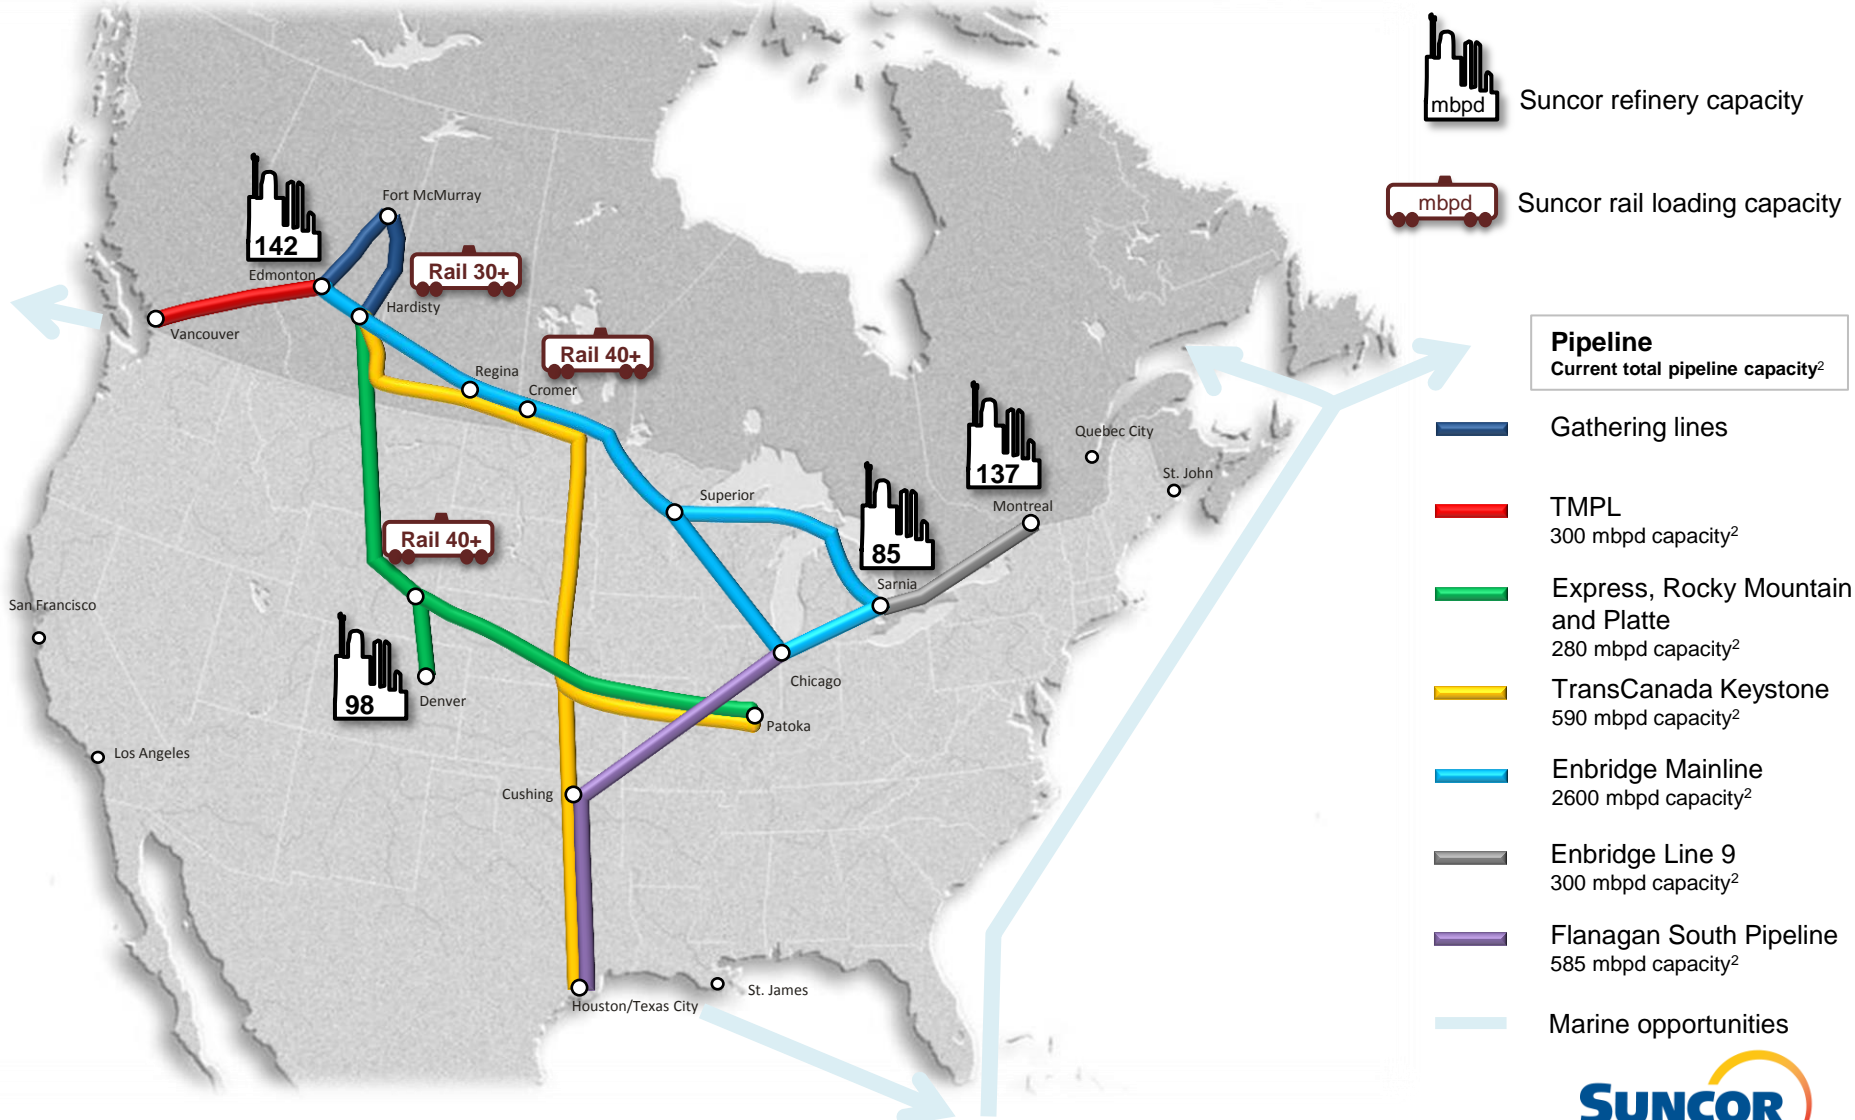 mbpd
Suncor refinery capacity
mbpd
Suncor rail loading capacity
Fort McMurray
142
Edmonton
Rail 30+
Hardisty
Vancouver
Rail 40+
Regina
Cromer
Pipeline
Current total pipeline capacity²
Gathering lines
TMPL
300 mbpd capacity²
Express, Rocky Mountain
and Platte
280 mbpd capacity²
TransCanada Keystone
590 mbpd capacity²
Enbridge Mainline
2600 mbpd capacity²
Enbridge Line 9
300 mbpd capacity²
Flanagan South Pipeline
585 mbpd capacity²
Marine opportunities
137
Quebec City
St. John
Montreal
Superior
85
Sarnia
Rail 40+
San Francisco
98
Denver
Chicago
Patoka
Los Angeles
Cushing
Houston/Texas City
St. James
SUNCOR